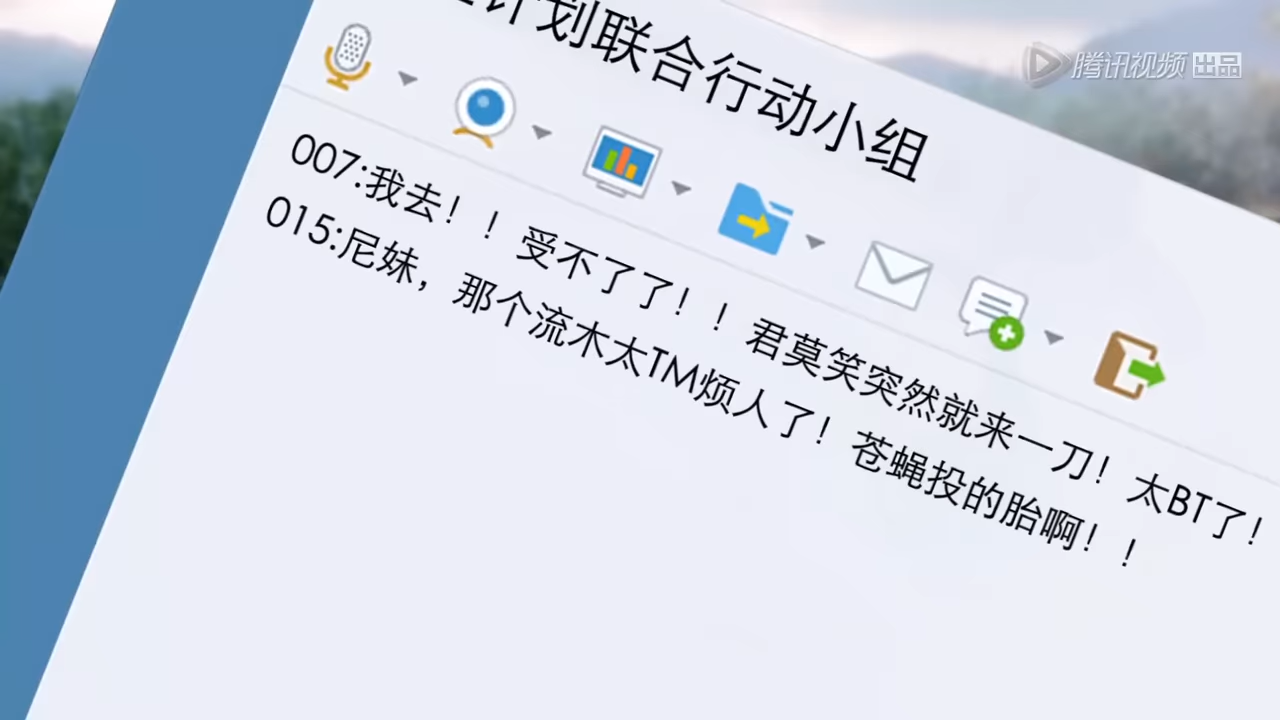 计划联合行动小组
007:我去！！受不了了！！君莫笑突然就来一刀！太BT了！
015:尼妹，那个流木太TM烦人了！苍蝇投的胎啊！！
腾讯视频 出品